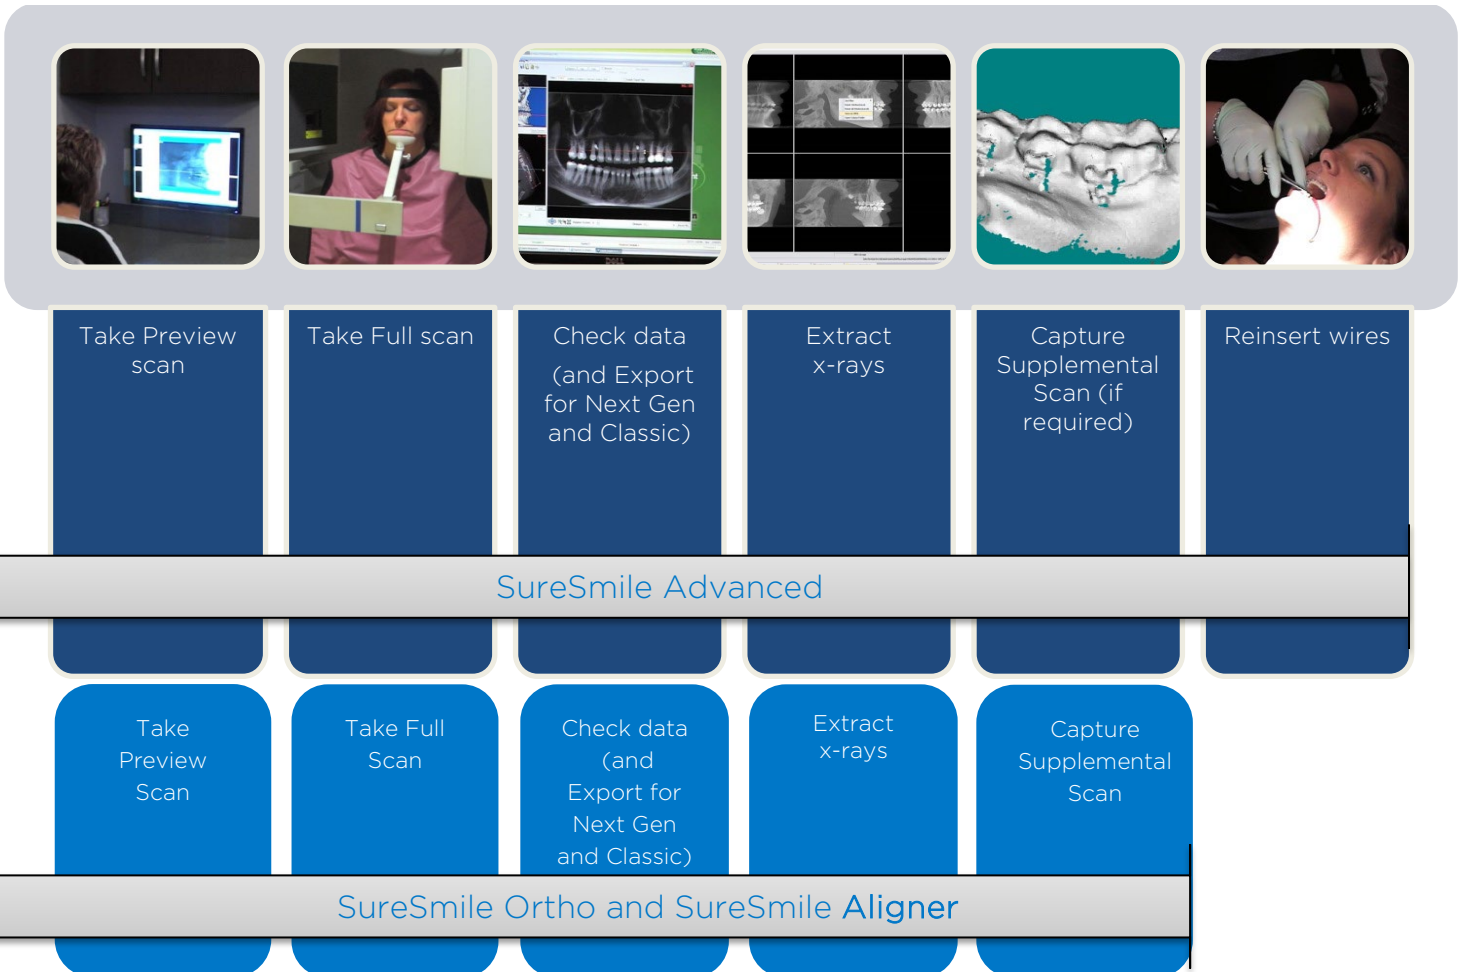 Take Preview
scan
Take Full scan
Check data
(and Export
for Next Gen
and Classic)
Extract
x-rays
Capture
Supplemental
Scan (if
required)
Reinsert wires
SureSmile Advanced
Take
Preview
Scan
Take Full
Scan
Check data
(and
Export for
Next Gen
and Classic)
Extract
x-rays
Capture
Supplemental
Scan
SureSmile Ortho and SureSmile Aligner